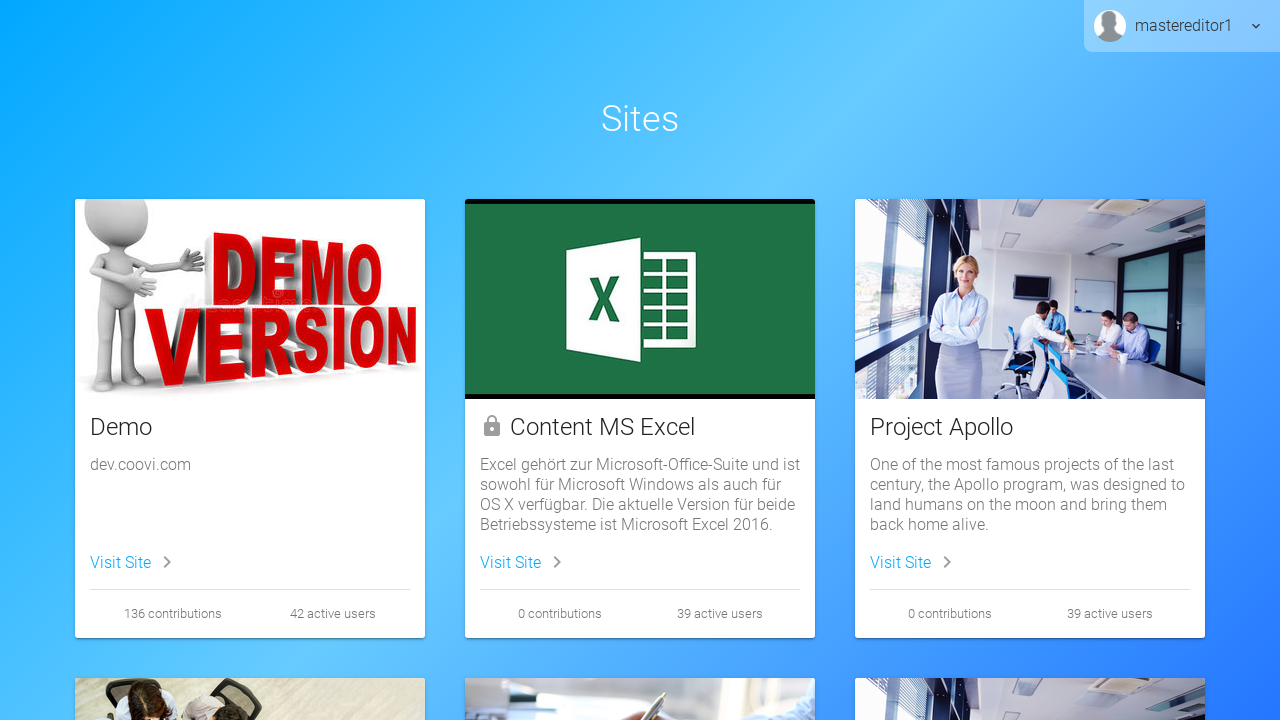 mastereditor1
Sites
DEMO
VERSION
X
Demo
dev.coovi.com
Visit Site
136 contributions 42 active users
Content MS Excel
Excel gehört zur Microsoft-Office-Suite und ist
sowohl für Microsoft Windows als auch für
OS X verfügbar. Die aktuelle Version für beide
Betriebssysteme ist Microsoft Excel 2016.
Visit Site
0 contributions 39 active users
Project Apollo
One of the most famous projects of the last
century, the Apollo program, was designed to
land humans on the moon and bring them
back home alive.
Visit Site
0 contributions 39 active users